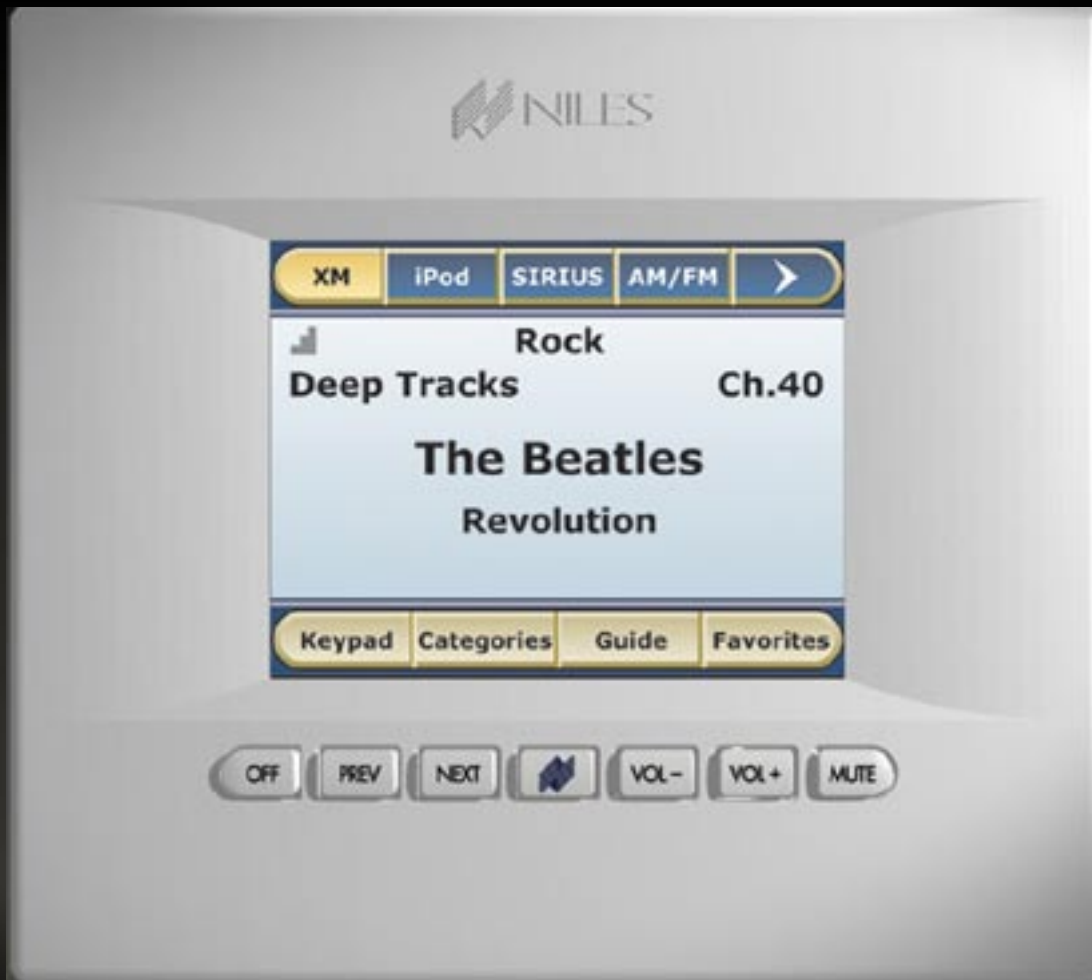 NILES
XM iPod SIRIUS AM/FM
Rock
Deep Tracks Ch.40
The Beatles
Revolution
Keypad Categories Guide Favorites
OFF PREV NEXT VOL- VOL+ MUTE